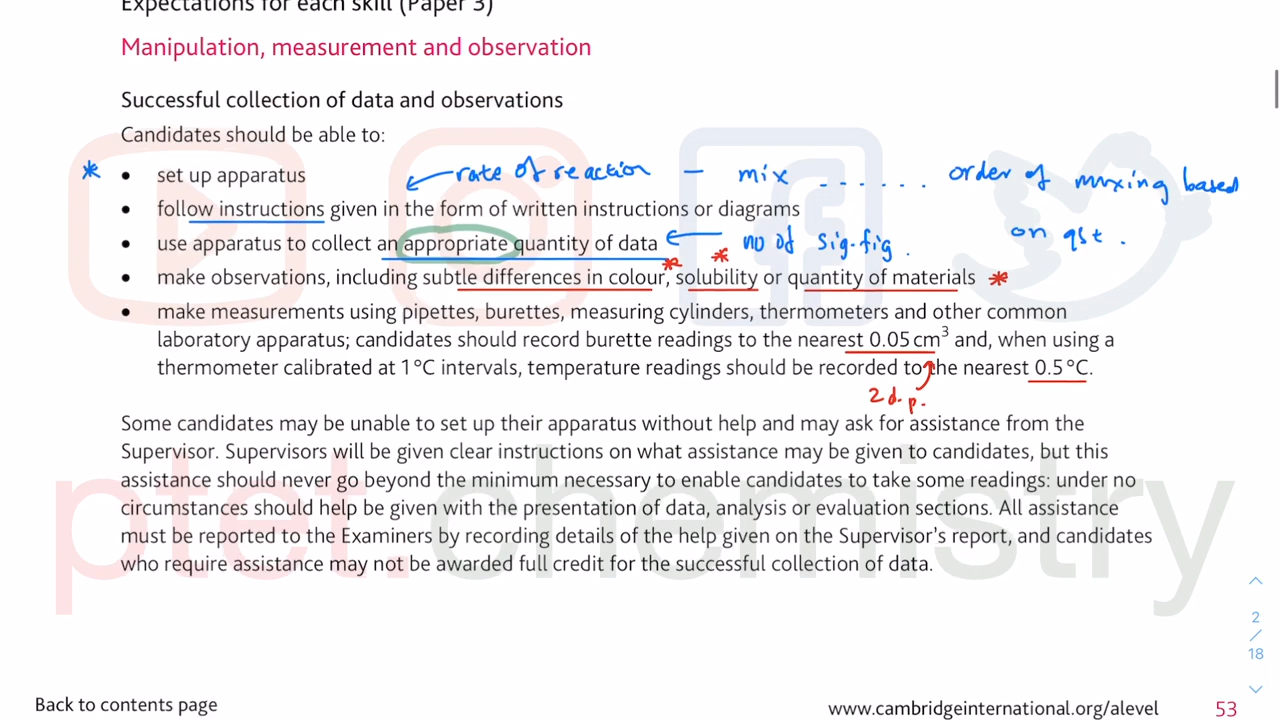 Expectations for each skill (Paper 3)
Manipulation, measurement and observation
Successful collection of data and observations
Candidates should be able to:
* • set up apparatus ← rate of reaction – mix ....... order of mixing based
• follow instructions given in the form of written instructions or diagrams
on qst.
• use apparatus to collect an appropriate quantity of data ← no of sig.fig.
• make observations, including subtle differences in colour*, solubility* or quantity of materials *
• make measurements using pipettes, burettes, measuring cylinders, thermometers and other common
laboratory apparatus; candidates should record burette readings to the nearest 0.05 cm³ and, when using a
thermometer calibrated at 1 °C intervals, temperature readings should be recorded to the nearest 0.5 °C.
2 d.p.
Some candidates may be unable to set up their apparatus without help and may ask for assistance from the
Supervisor. Supervisors will be given clear instructions on what assistance may be given to candidates, but this
assistance should never go beyond the minimum necessary to enable candidates to take some readings: under no
circumstances should help be given with the presentation of data, analysis or evaluation sections. All assistance
must be reported to the Examiners by recording details of the help given on the Supervisor's report, and candidates
who require assistance may not be awarded full credit for the successful collection of data.
ptct.chemistry
2
/
18
Back to contents page
www.cambridgeinternational.org/alevel 53